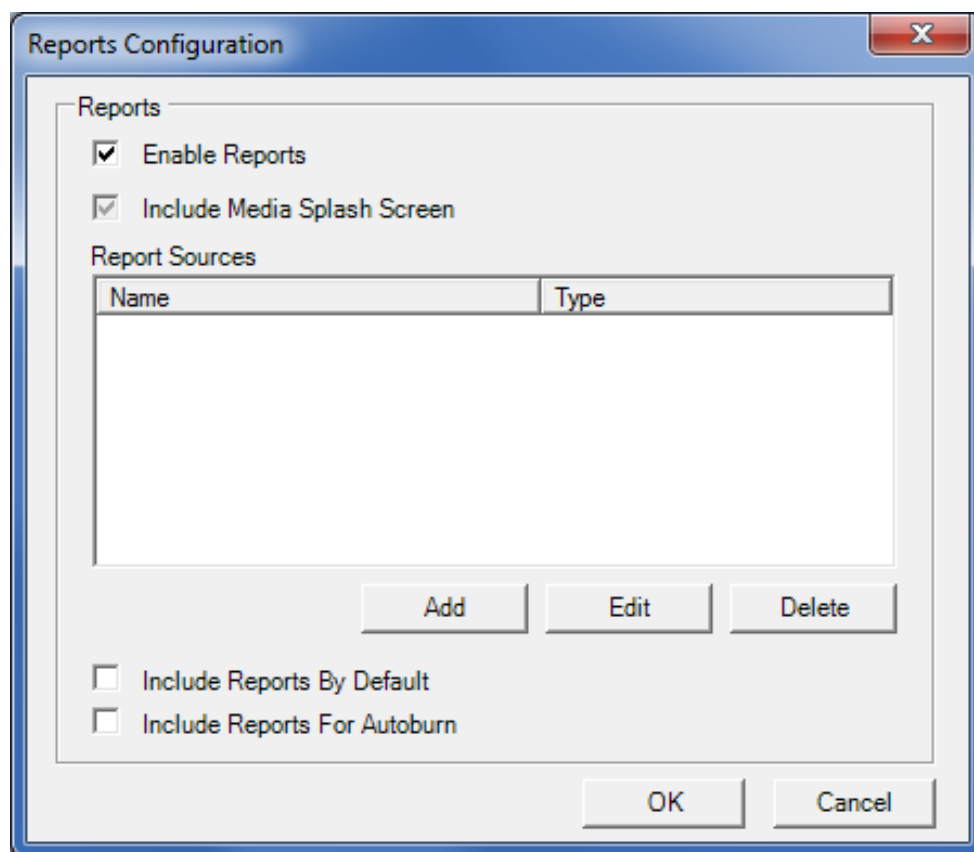 Reports Configuration
Reports
Enable Reports
Include Media Splash Screen
Report Sources
Name Type
Add Edit Delete
Include Reports By Default
Include Reports For Autoburn
OK Cancel